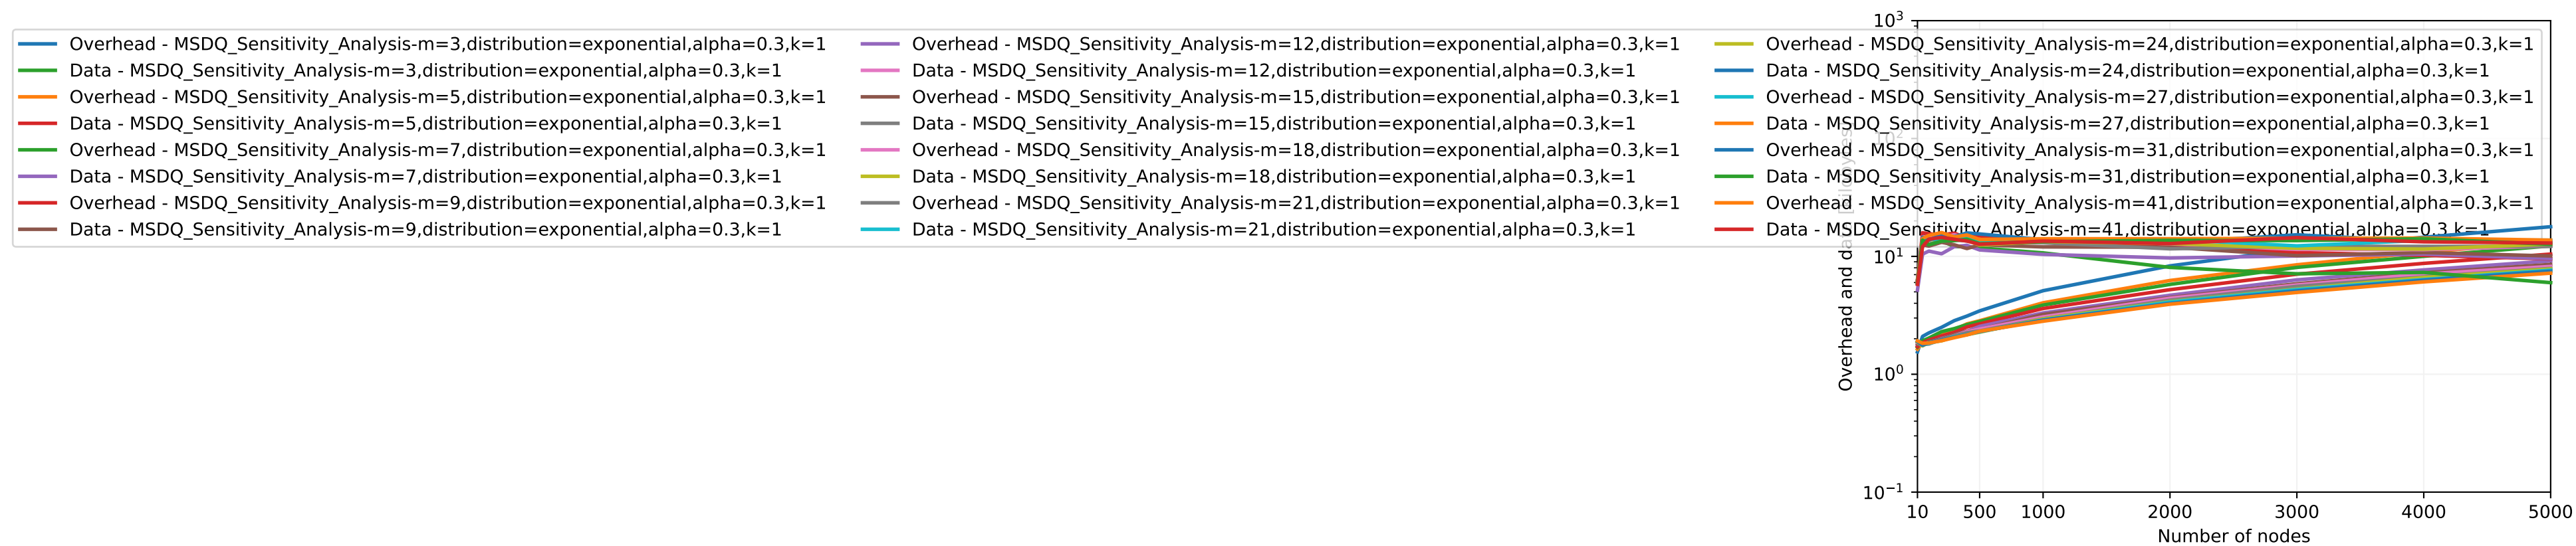 Overhead - MSDQ_Sensitivity_Analysis-m=3,distribution=exponential,alpha=0.3,k=1
Data - MSDQ_Sensitivity_Analysis-m=3,distribution=exponential,alpha=0.3,k=1
Overhead - MSDQ_Sensitivity_Analysis-m=5,distribution=exponential,alpha=0.3,k=1
Data - MSDQ_Sensitivity_Analysis-m=5,distribution=exponential,alpha=0.3,k=1
Overhead - MSDQ_Sensitivity_Analysis-m=7,distribution=exponential,alpha=0.3,k=1
Data - MSDQ_Sensitivity_Analysis-m=7,distribution=exponential,alpha=0.3,k=1
Overhead - MSDQ_Sensitivity_Analysis-m=9,distribution=exponential,alpha=0.3,k=1
Data - MSDQ_Sensitivity_Analysis-m=9,distribution=exponential,alpha=0.3,k=1
Overhead - MSDQ_Sensitivity_Analysis-m=12,distribution=exponential,alpha=0.3,k=1
Data - MSDQ_Sensitivity_Analysis-m=12,distribution=exponential,alpha=0.3,k=1
Overhead - MSDQ_Sensitivity_Analysis-m=15,distribution=exponential,alpha=0.3,k=1
Data - MSDQ_Sensitivity_Analysis-m=15,distribution=exponential,alpha=0.3,k=1
Overhead - MSDQ_Sensitivity_Analysis-m=18,distribution=exponential,alpha=0.3,k=1
Data - MSDQ_Sensitivity_Analysis-m=18,distribution=exponential,alpha=0.3,k=1
Overhead - MSDQ_Sensitivity_Analysis-m=21,distribution=exponential,alpha=0.3,k=1
Data - MSDQ_Sensitivity_Analysis-m=21,distribution=exponential,alpha=0.3,k=1
Overhead - MSDQ_Sensitivity_Analysis-m=24,distribution=exponential,alpha=0.3,k=1
Data - MSDQ_Sensitivity_Analysis-m=24,distribution=exponential,alpha=0.3,k=1
Overhead - MSDQ_Sensitivity_Analysis-m=27,distribution=exponential,alpha=0.3,k=1
Data - MSDQ_Sensitivity_Analysis-m=27,distribution=exponential,alpha=0.3,k=1
Overhead - MSDQ_Sensitivity_Analysis-m=31,distribution=exponential,alpha=0.3,k=1
Data - MSDQ_Sensitivity_Analysis-m=31,distribution=exponential,alpha=0.3,k=1
Overhead - MSDQ_Sensitivity_Analysis-m=41,distribution=exponential,alpha=0.3,k=1
Data - MSDQ_Sensitivity_Analysis-m=41,distribution=exponential,alpha=0.3,k=1
Overhead and
10³
10²
10¹
10⁰
10⁻¹
10 500 1000 2000 3000 4000 5000
Number of nodes